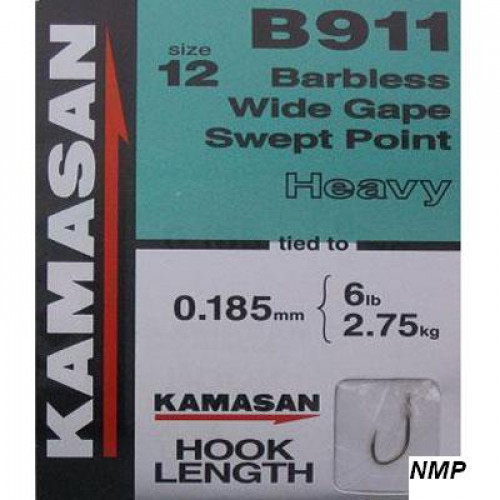 KAMASAN
B911
size
12
Barbless
Wide Gape
Swept Point
Heavy
tied to
0.185mm
6lb
2.75kg
KAMASAN
HOOK
LENGTH
NMP